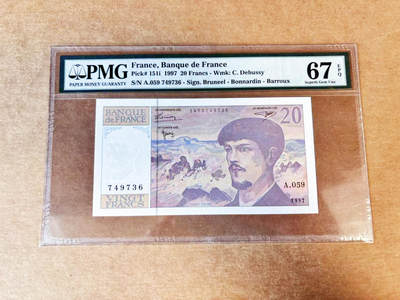 PMG
PAPER MONEY GUARANTY
France, Banque de France
Pick# 151i 1997 20 Francs - Wmk: C. Debussy
S/N A.059 749736 - Sign. Bruneel - Bonnardin - Barroux
67 EPQ
Superb Gem Unc
BANQUE
DE FRANCE
1475749736
20
749736
A.059
VINGT
FRANCS
1997